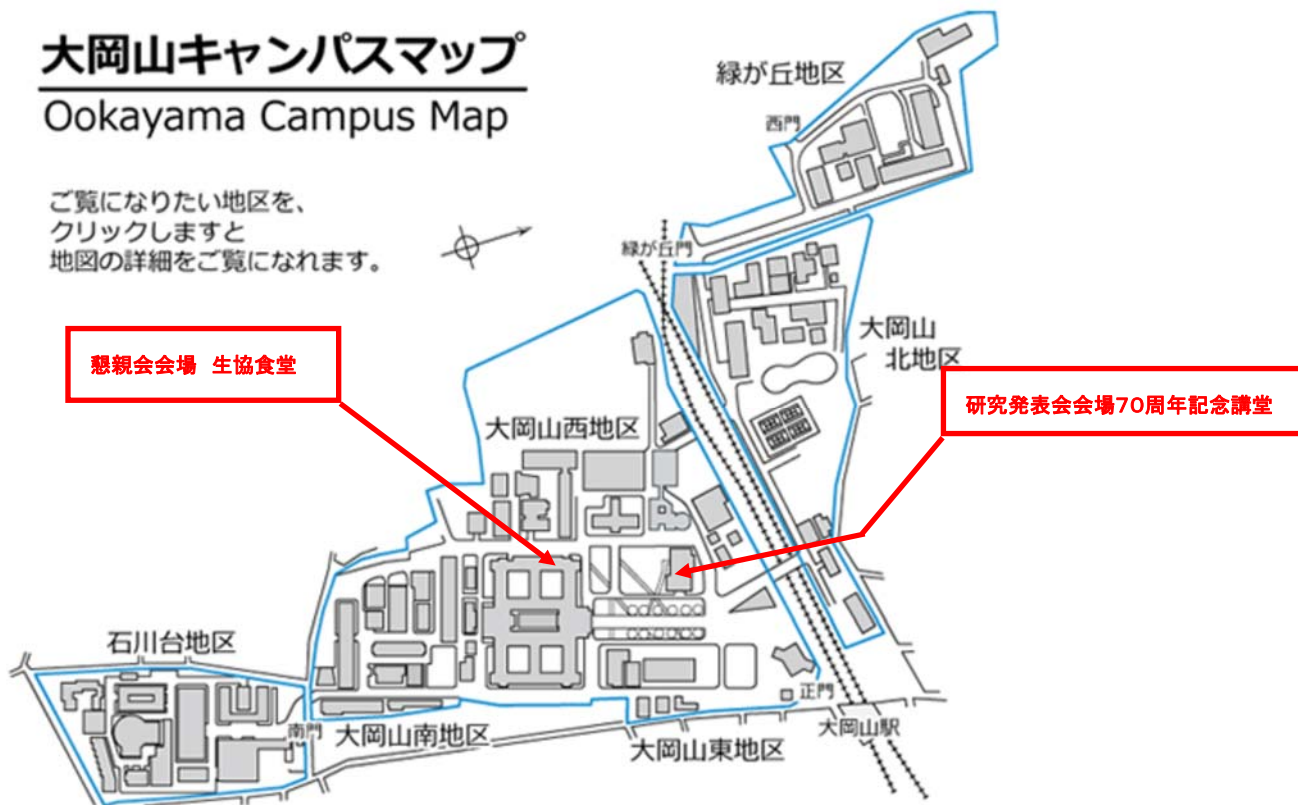 大岡山キャンパスマップ
Ookayama Campus Map
緑が丘地区
西門
ご覧になりたい地区を、
クリックしますと
地図の詳細をご覧になれます。
緑が丘門
大岡山
北地区
懇親会会場 生協食堂
研究発表会会場70周年記念講堂
大岡山西地区
石川台地区
正門
南門
大岡山南地区
大岡山東地区
大岡山駅